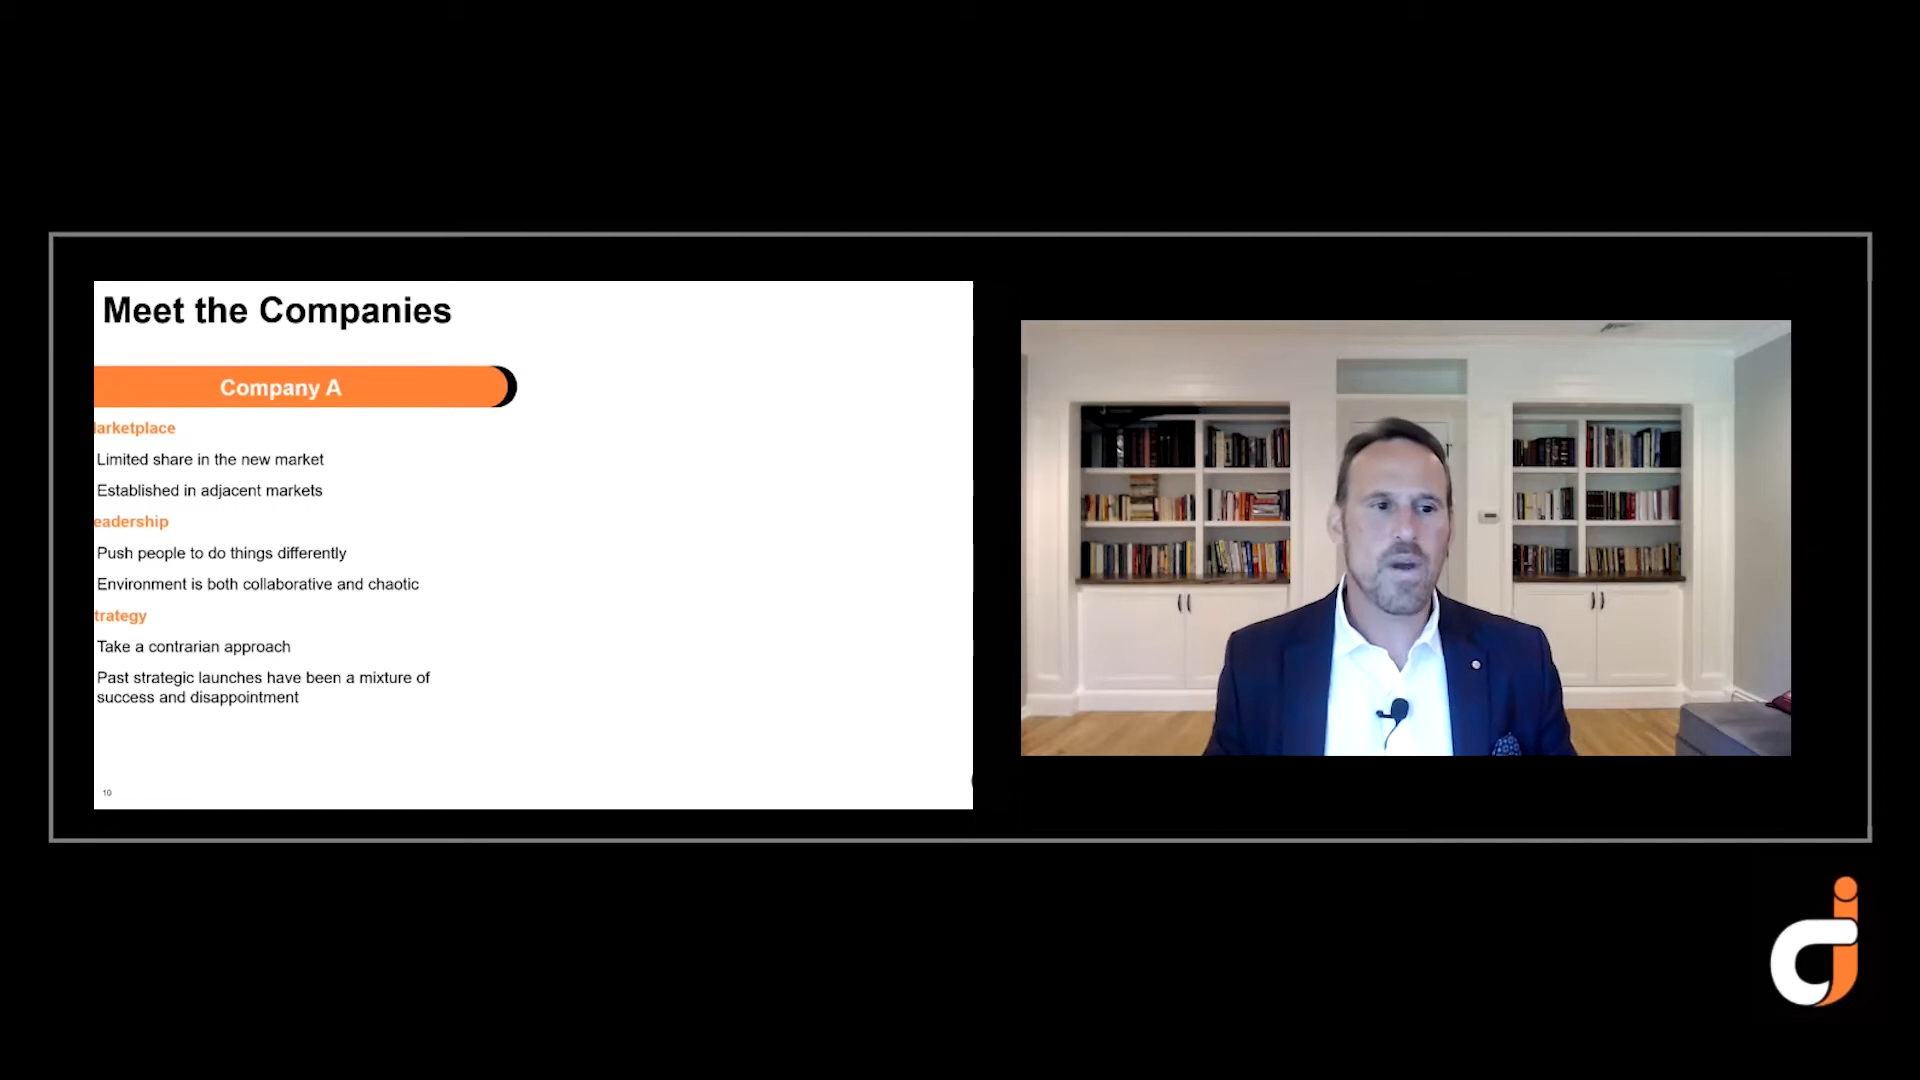 Meet the Companies
Company A
arketplace
Limited share in the new market
Established in adjacent markets
eadership
Push people to do things differently
Environment is both collaborative and chaotic
trategy
Take a contrarian approach
Past strategic launches have been a mixture of
success and disappointment
10